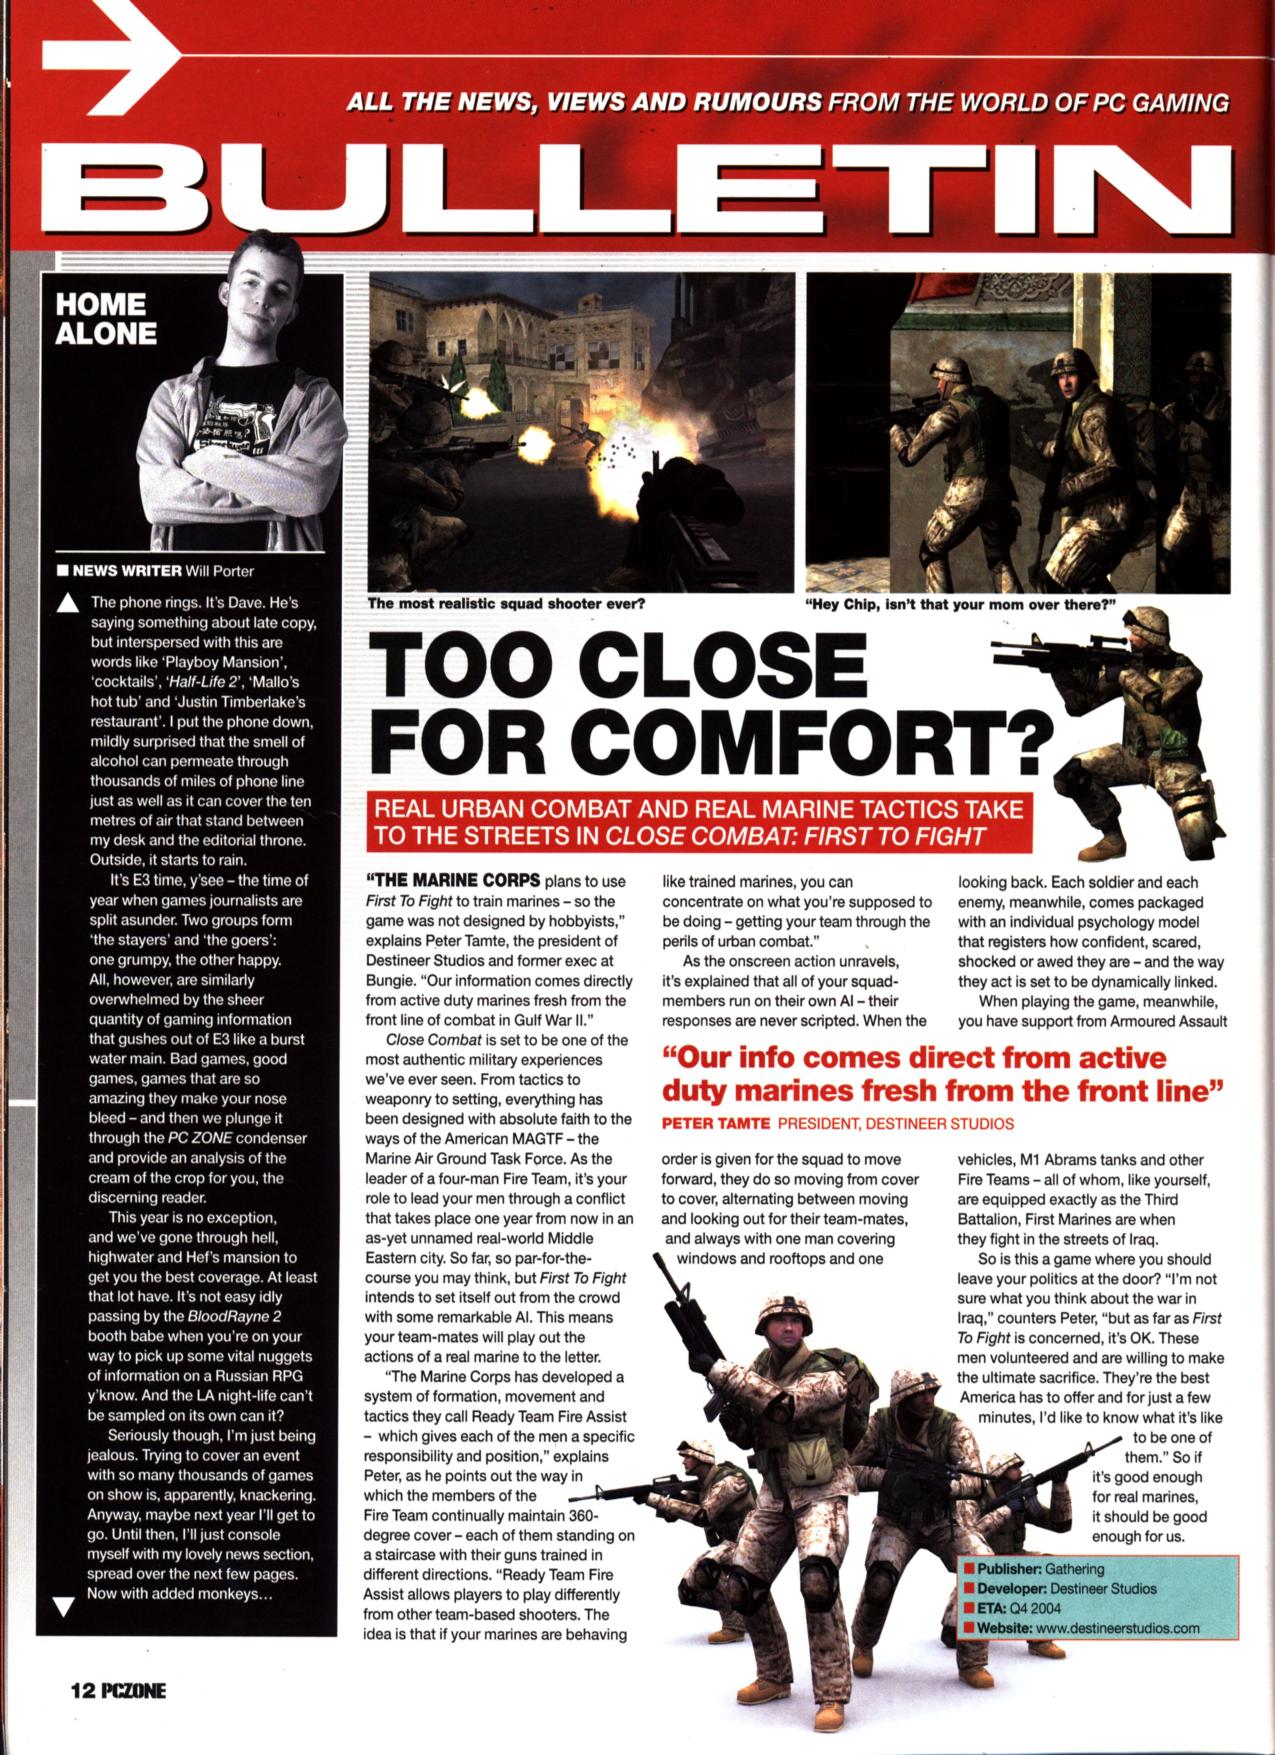 ALL THE NEWS, VIEWS AND RUMOURS FROM THE WORLD OF PC GAMING
BULLETIN
HOME
ALONE
■ NEWS WRITER Will Porter
The phone rings. It's Dave. He's
saying something about late copy,
but interspersed with this are
words like 'Playboy Mansion',
'cocktails', 'Half-Life 2', 'Mallo's
hot tub' and 'Justin Timberlake's
restaurant'. I put the phone down,
mildly surprised that the smell of
alcohol can permeate through
thousands of miles of phone line
just as well as it can cover the ten
metres of air that stand between
my desk and the editorial throne.
Outside, it starts to rain.
It's E3 time, y'see – the time of
year when games journalists are
split asunder. Two groups form
'the stayers' and 'the goers':
one grumpy, the other happy.
All, however, are similarly
overwhelmed by the sheer
quantity of gaming information
that gushes out of E3 like a burst
water main. Bad games, good
games, games that are so
amazing they make your nose
bleed – and then we plunge it
through the PC ZONE condenser
and provide an analysis of the
cream of the crop for you, the
discerning reader.
This year is no exception,
and we've gone through hell,
highwater and Hef's mansion to
get you the best coverage. At least
that lot have. It's not easy idly
passing by the BloodRayne 2
booth babe when you're on your
way to pick up some vital nuggets
of information on a Russian RPG
y'know. And the LA night-life can't
be sampled on its own can it?
Seriously though, I'm just being
jealous. Trying to cover an event
with so many thousands of games
on show is, apparently, knackering.
Anyway, maybe next year I'll get to
go. Until then, I'll just console
myself with my lovely news section,
spread over the next few pages.
Now with added monkeys...
The most realistic squad shooter ever?
"Hey Chip, isn't that your mom over there?"
TOO CLOSE
FOR COMFORT?
REAL URBAN COMBAT AND REAL MARINE TACTICS TAKE
TO THE STREETS IN CLOSE COMBAT: FIRST TO FIGHT
"THE MARINE CORPS plans to use
First To Fight to train marines – so the
game was not designed by hobbyists,"
explains Peter Tamte, the president of
Destineer Studios and former exec at
Bungie. "Our information comes directly
from active duty marines fresh from the
front line of combat in Gulf War II."
Close Combat is set to be one of the
most authentic military experiences
we've ever seen. From tactics to
weaponry to setting, everything has
been designed with absolute faith to the
ways of the American MAGTF – the
Marine Air Ground Task Force. As the
leader of a four-man Fire Team, it's your
role to lead your men through a conflict
that takes place one year from now in an
as-yet unnamed real-world Middle
Eastern city. So far, so par-for-the-
course you may think, but First To Fight
intends to set itself out from the crowd
with some remarkable AI. This means
your team-mates will play out the
actions of a real marine to the letter.
"The Marine Corps has developed a
system of formation, movement and
tactics they call Ready Team Fire Assist
– which gives each of the men a specific
responsibility and position," explains
Peter, as he points out the way in
which the members of the
Fire Team continually maintain 360-
degree cover – each of them standing on
a staircase with their guns trained in
different directions. "Ready Team Fire
Assist allows players to play differently
from other team-based shooters. The
idea is that if your marines are behaving
like trained marines, you can
concentrate on what you're supposed to
be doing – getting your team through the
perils of urban combat."
As the onscreen action unravels,
it's explained that all of your squad-
members run on their own AI – their
responses are never scripted. When the
order is given for the squad to move
forward, they do so moving from cover
to cover, alternating between moving
and looking out for their team-mates,
and always with one man covering
windows and rooftops and one
looking back. Each soldier and each
enemy, meanwhile, comes packaged
with an individual psychology model
that registers how confident, scared,
shocked or awed they are – and the way
they act is set to be dynamically linked.
When playing the game, meanwhile,
you have support from Armoured Assault
"Our info comes direct from active
duty marines fresh from the front line"
PETER TAMTE PRESIDENT, DESTINEER STUDIOS
vehicles, M1 Abrams tanks and other
Fire Teams – all of whom, like yourself,
are equipped exactly as the Third
Battalion, First Marines are when
they fight in the streets of Iraq.
So is this a game where you should
leave your politics at the door? "I'm not
sure what you think about the war in
Iraq," counters Peter, "but as far as First
To Fight is concerned, it's OK. These
men volunteered and are willing to make
the ultimate sacrifice. They're the best
America has to offer and for just a few
minutes, I'd like to know what it's like
to be one of
them." So if
it's good enough
for real marines,
it should be good
enough for us.
■ Publisher: Gathering
■ Developer: Destineer Studios
■ ETA: Q4 2004
■ Website: www.destineerstudios.com
12 PCZONE